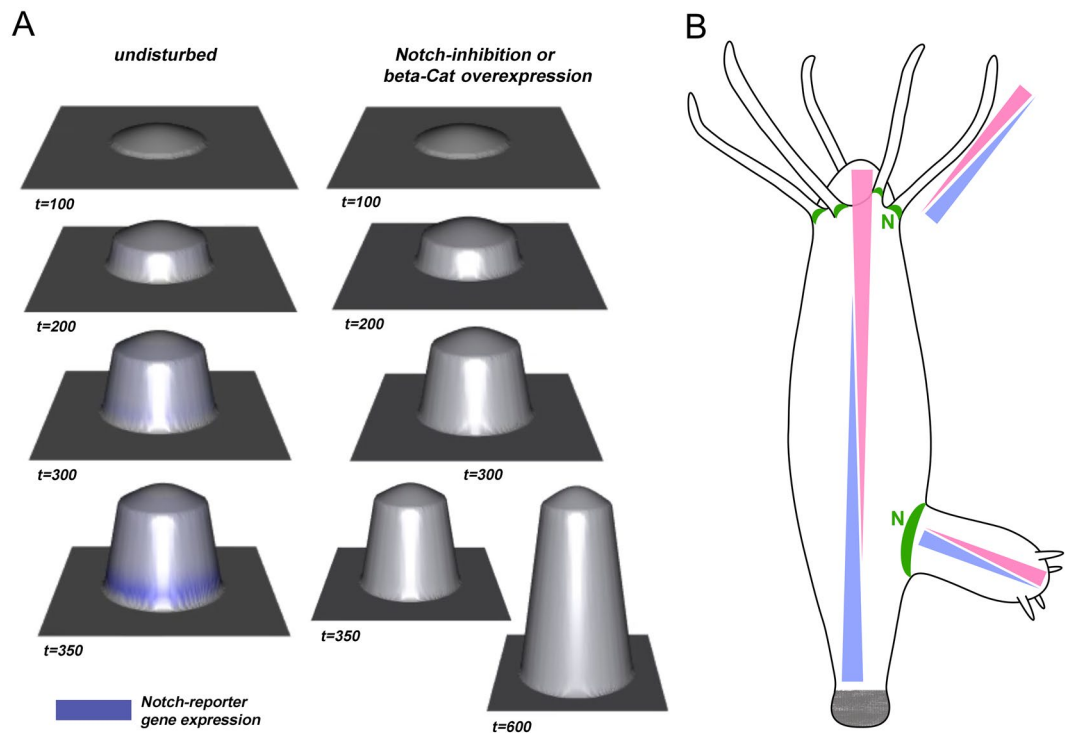 A
undisturbed
Notch-inhibition or
beta-Cat overexpression
t=100
t=100
t=200
t=200
t=300
t=300
t=350
t=350
t=600
Notch-reporter
gene expression
B
N
N